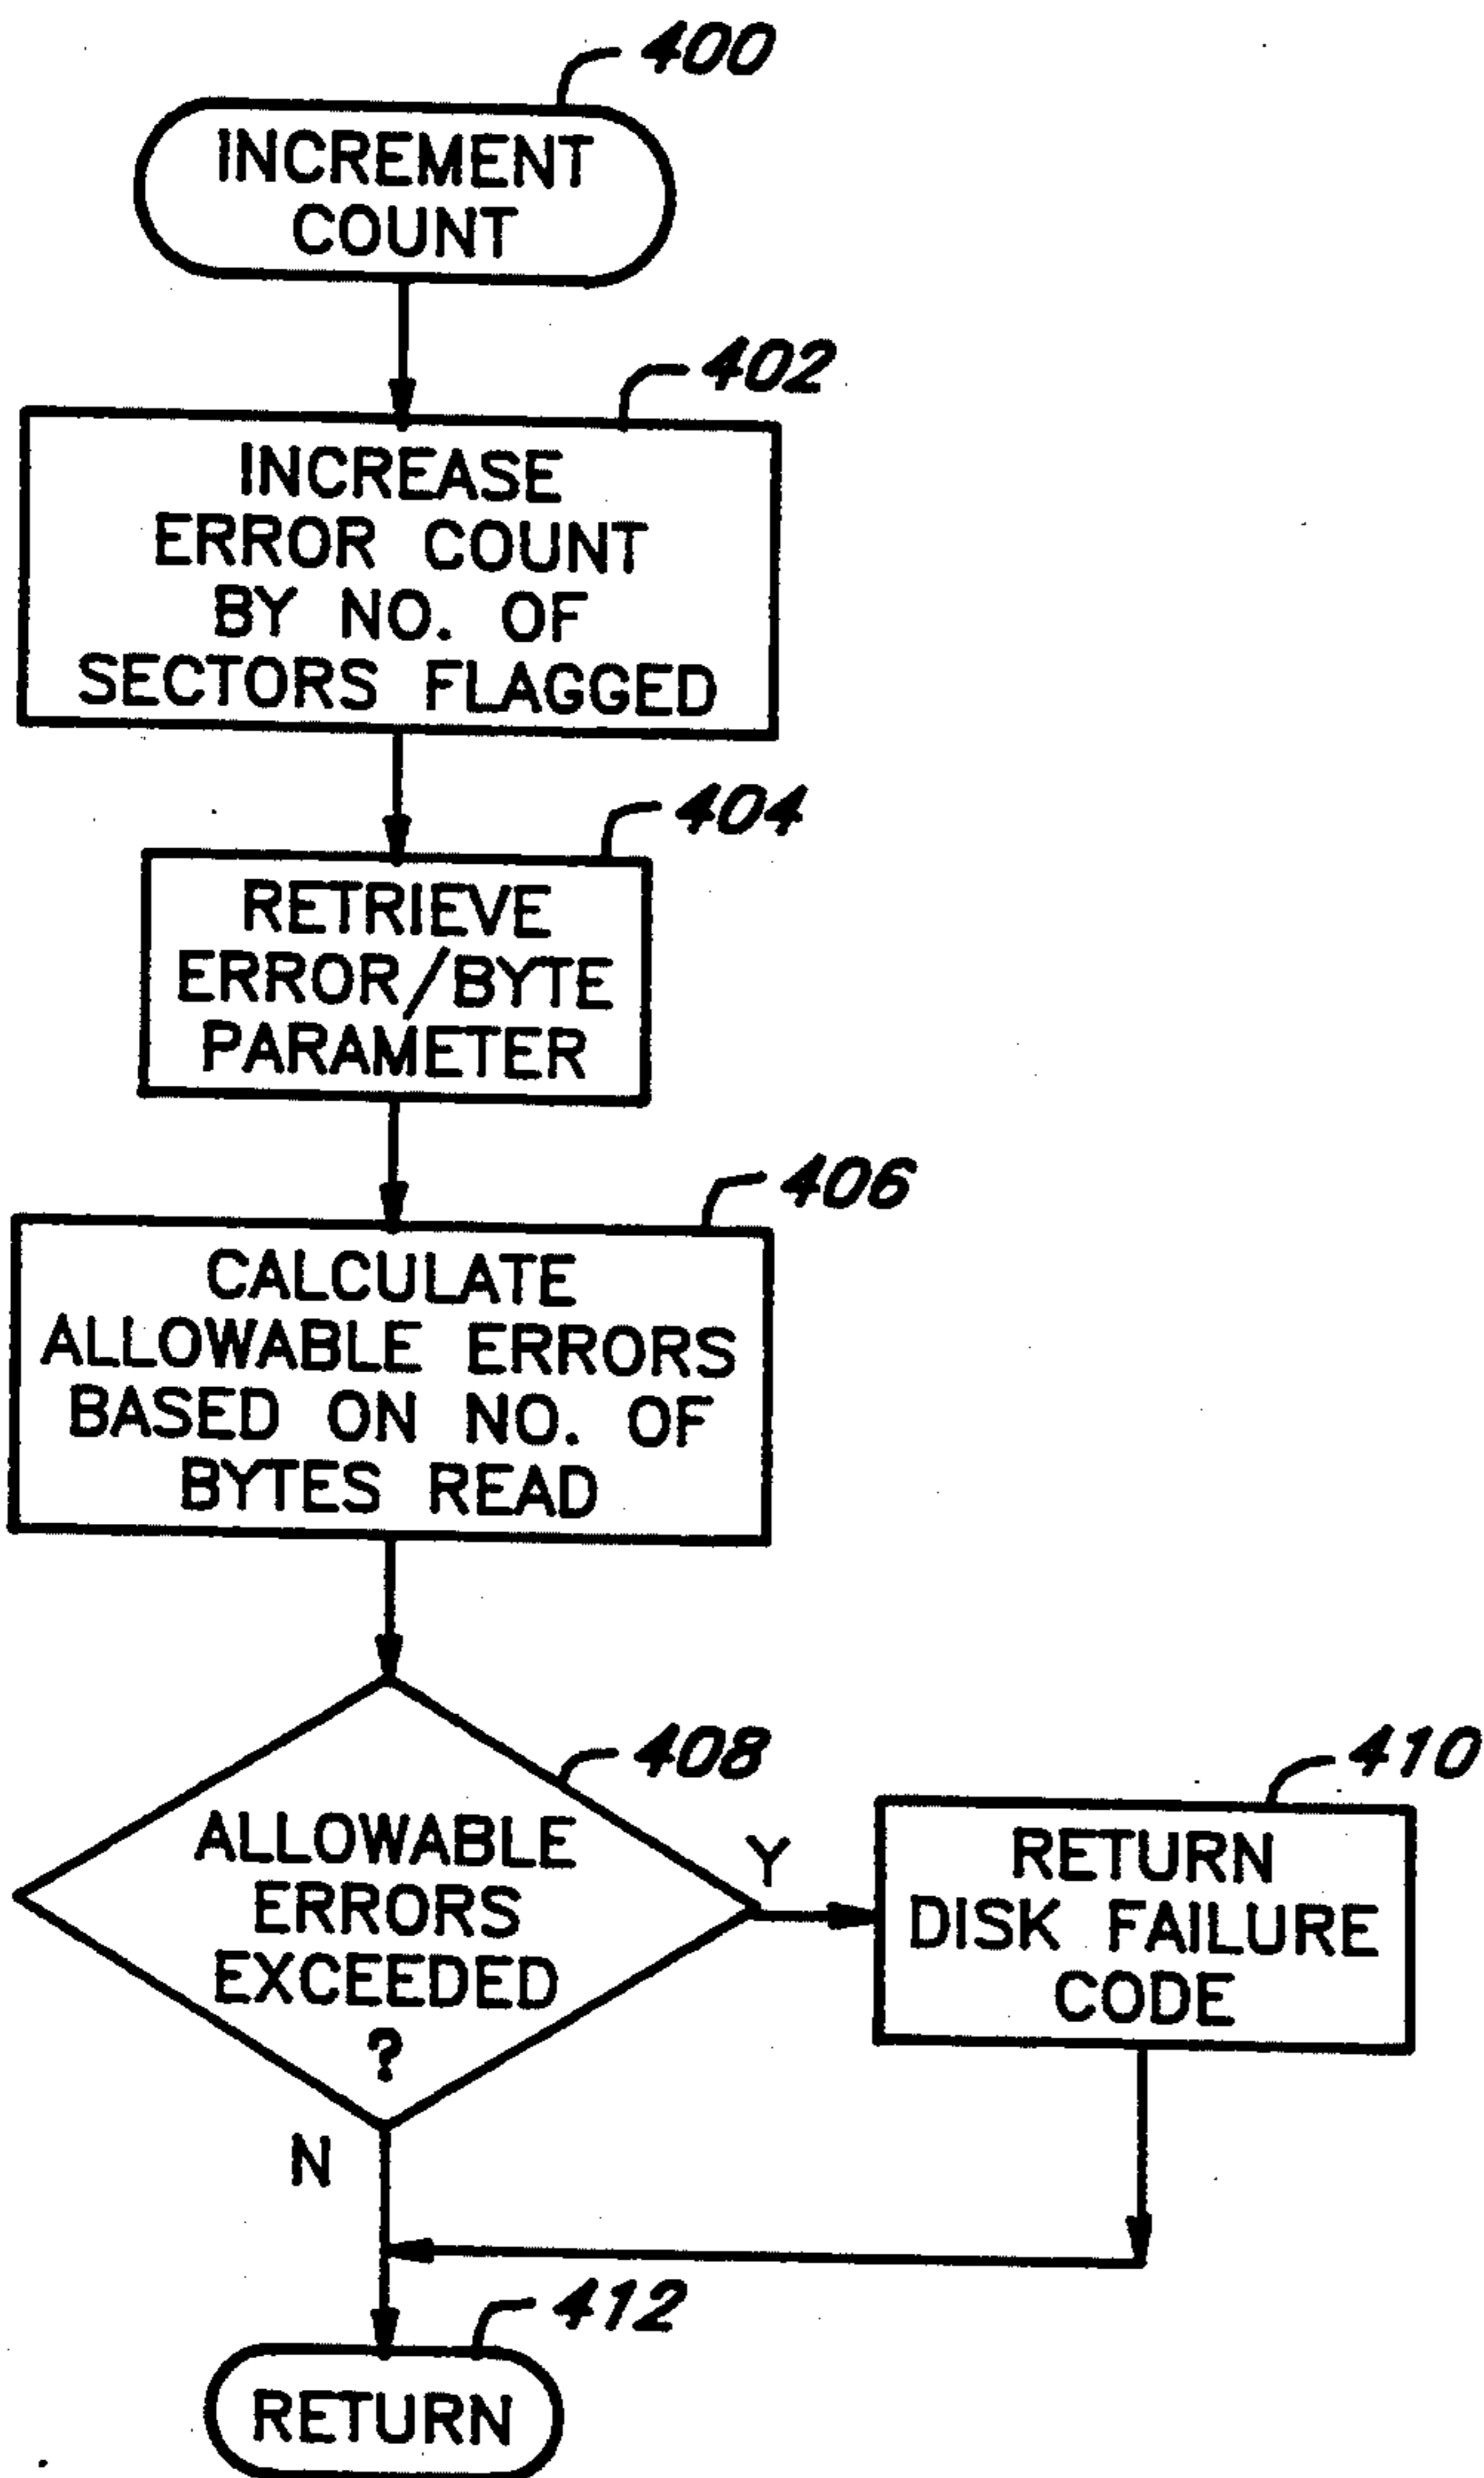 400
INCREMENT
COUNT
402
INCREASE
ERROR COUNT
BY NO. OF
SECTORS FLAGGED
404
RETRIEVE
ERROR/BYTE
PARAMETER
406
CALCULATE
ALLOWABLE ERRORS
BASED ON NO. OF
BYTES READ
408
ALLOWABLE
ERRORS
EXCEEDED
?
Y
410
RETURN
DISK FAILURE
CODE
N
412
RETURN